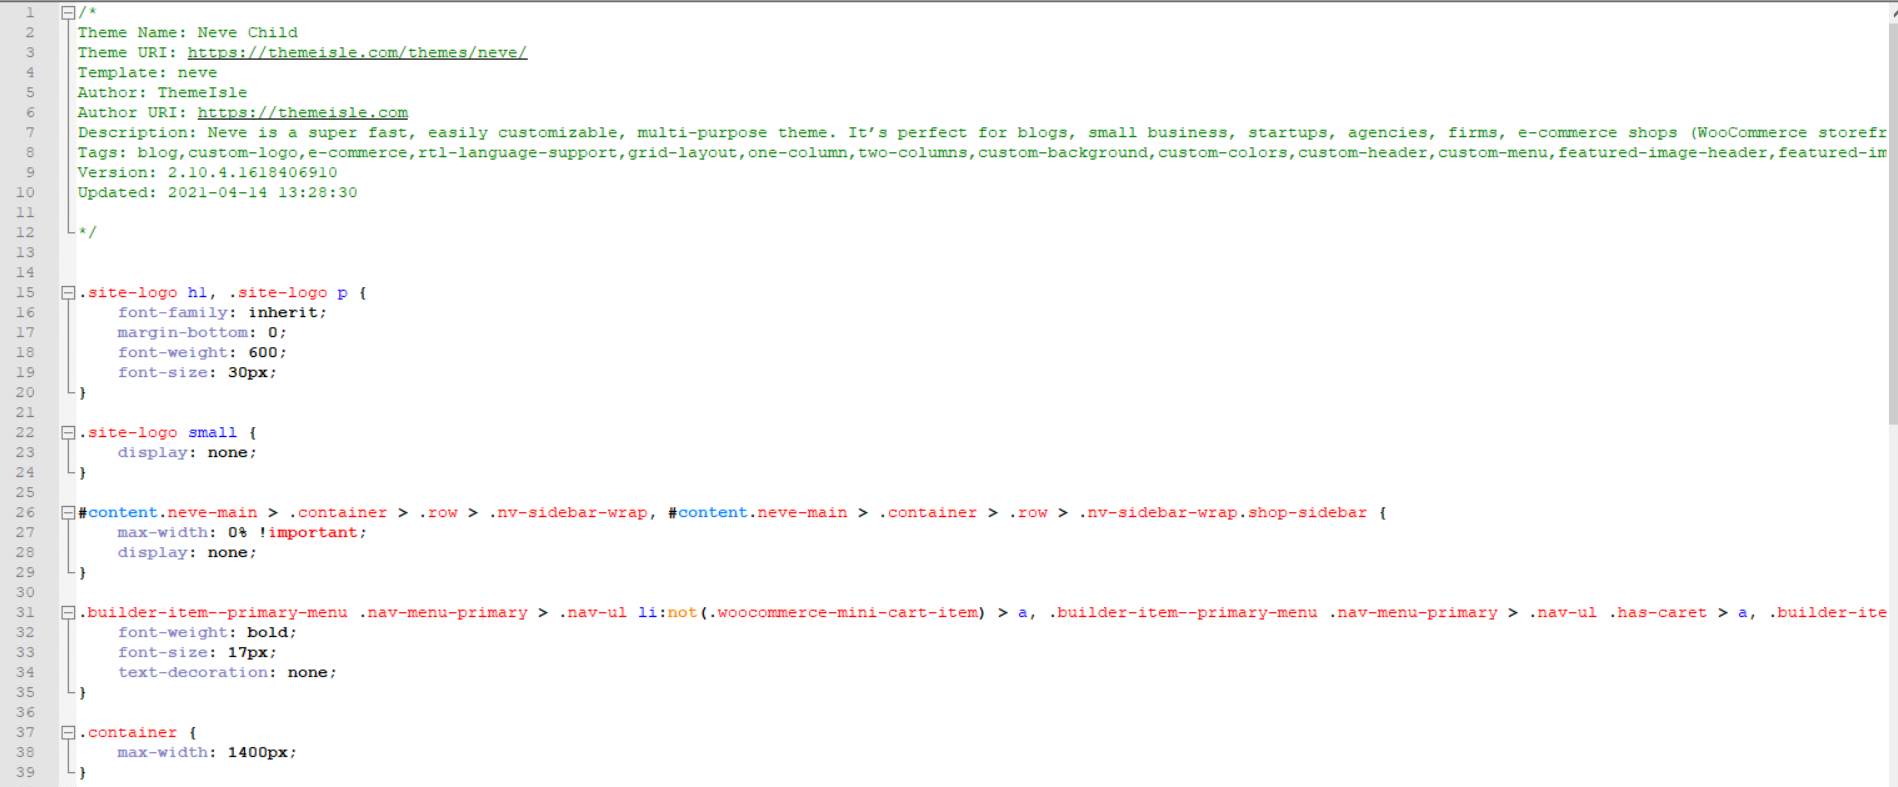 1 /*
2 Theme Name: Neve Child
3 Theme URI: https://themeisle.com/themes/neve/
4 Template: neve
5 Author: ThemeIsle
6 Author URI: https://themeisle.com
7 Description: Neve is a super fast, easily customizable, multi-purpose theme. It’s perfect for blogs, small business, startups, agencies, firms, e-commerce shops (WooCommerce storefr
8 Tags: blog,custom-logo,e-commerce,rtl-language-support,grid-layout,one-column,two-columns,custom-background,custom-colors,custom-header,custom-menu,featured-image-header,featured-im
9 Version: 2.10.4.1618406910
10 Updated: 2021-04-14 13:28:30
11
12 */
13
14
15 .site-logo h1, .site-logo p {
16 font-family: inherit;
17 margin-bottom: 0;
18 font-weight: 600;
19 font-size: 30px;
20 }
21
22 .site-logo small {
23 display: none;
24 }
25
26 #content.neve-main > .container > .row > .nv-sidebar-wrap, #content.neve-main > .container > .row > .nv-sidebar-wrap.shop-sidebar {
27 max-width: 0% !important;
28 display: none;
29 }
30
31 .builder-item--primary-menu .nav-menu-primary > .nav-ul li:not(.woocommerce-mini-cart-item) > a, .builder-item--primary-menu .nav-menu-primary > .nav-ul .has-caret > a, .builder-ite
32 font-weight: bold;
33 font-size: 17px;
34 text-decoration: none;
35 }
36
37 .container {
38 max-width: 1400px;
39 }